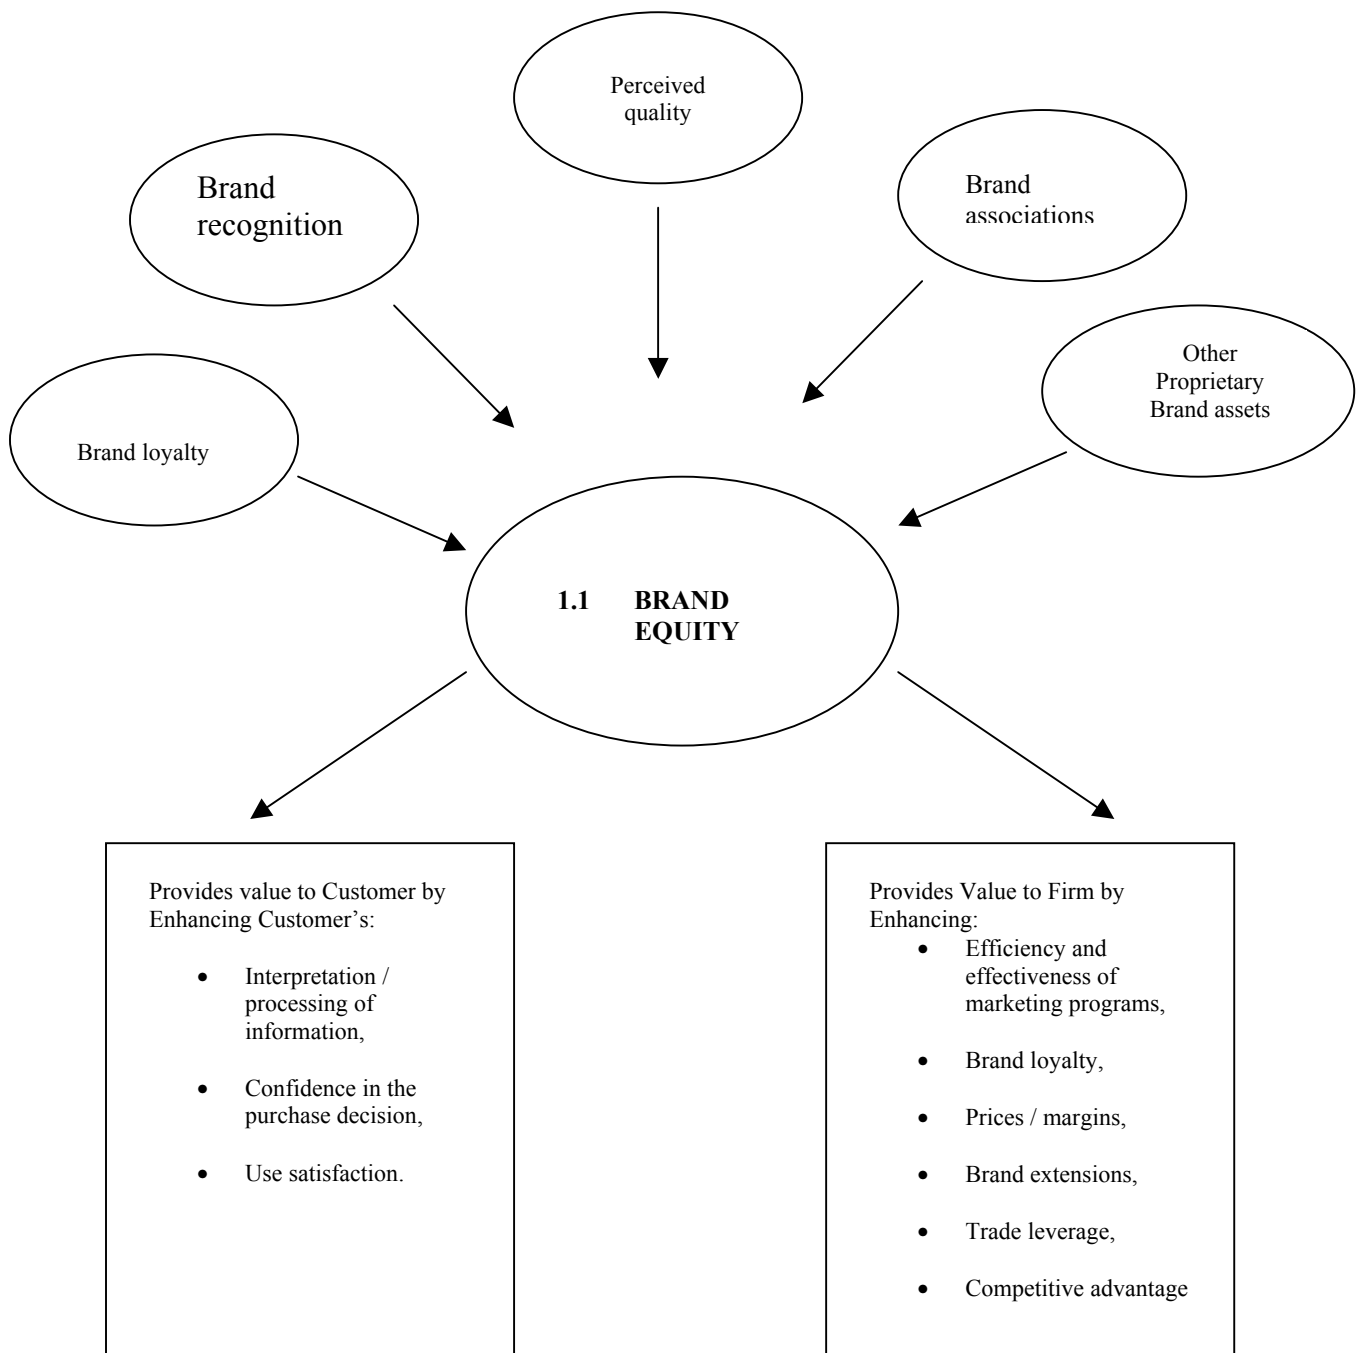 Perceived
quality
Brand
recognition
Brand
associations
Other
Proprietary
Brand assets
Brand loyalty
1.1 BRAND
EQUITY
Provides value to Customer by
Enhancing Customer’s:
• Interpretation /
processing of
information,
• Confidence in the
purchase decision,
• Use satisfaction.
Provides Value to Firm by
Enhancing:
• Efficiency and
effectiveness of
marketing programs,
• Brand loyalty,
• Prices / margins,
• Brand extensions,
• Trade leverage,
• Competitive advantage